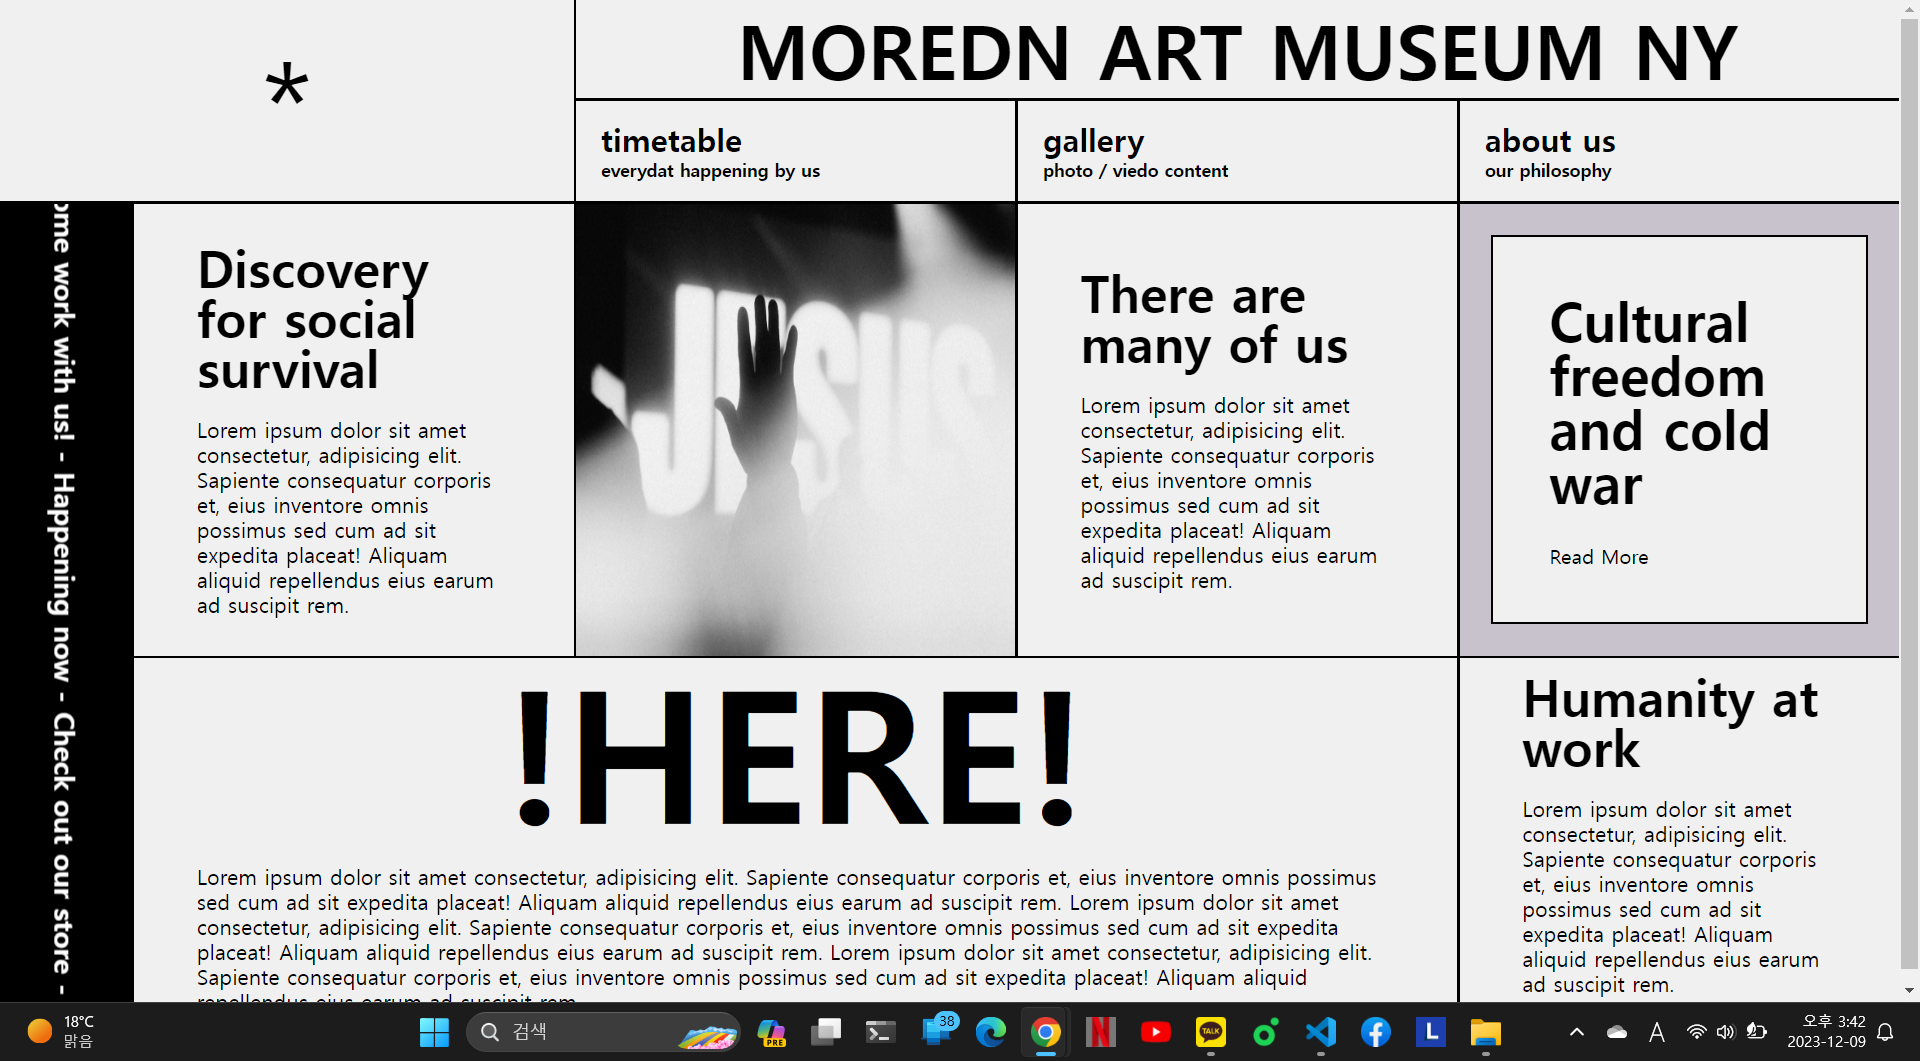 *
MOREDN ART MUSEUM NY
timetable
everydat happening by us
gallery
photo / viedo content
about us
our philosophy
ome work with us! - Happening now - Check out our store -
Discovery
for social
survival
Lorem ipsum dolor sit amet
consectetur, adipisicing elit.
Sapiente consequatur corporis
et, eius inventore omnis
possimus sed cum ad sit
expedita placeat! Aliquam
aliquid repellendus eius earum
ad suscipit rem.
JESUS
There are
many of us
Lorem ipsum dolor sit amet
consectetur, adipisicing elit.
Sapiente consequatur corporis
et, eius inventore omnis
possimus sed cum ad sit
expedita placeat! Aliquam
aliquid repellendus eius earum
ad suscipit rem.
Cultural
freedom
and cold
war
Read More
!HERE!
Lorem ipsum dolor sit amet consectetur, adipisicing elit. Sapiente consequatur corporis et, eius inventore omnis possimus
sed cum ad sit expedita placeat! Aliquam aliquid repellendus eius earum ad suscipit rem. Lorem ipsum dolor sit amet
consectetur, adipisicing elit. Sapiente consequatur corporis et, eius inventore omnis possimus sed cum ad sit expedita
placeat! Aliquam aliquid repellendus eius earum ad suscipit rem. Lorem ipsum dolor sit amet consectetur, adipisicing elit.
Sapiente consequatur corporis et, eius inventore omnis possimus sed cum ad sit expedita placeat! Aliquam aliquid
repellendus eius earum ad suscipit rem.
Humanity at
work
Lorem ipsum dolor sit amet
consectetur, adipisicing elit.
Sapiente consequatur corporis
et, eius inventore omnis
possimus sed cum ad sit
expedita placeat! Aliquam
aliquid repellendus eius earum
ad suscipit rem.
18°C
맑음
검색
PRE
38
N
TALK
L
A
오후 3:42
2023-12-09